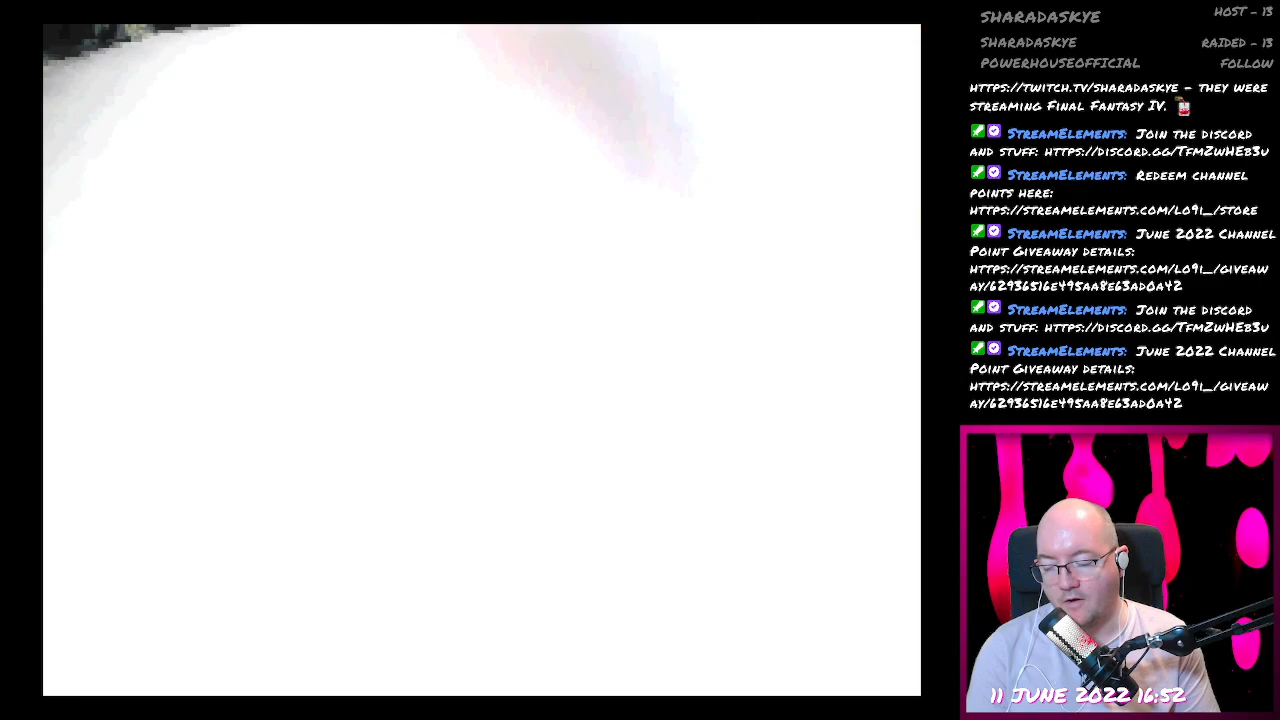 SHARADASKYE HOST - 13
SHARADASKYE RAIDED - 13
POWERHOUSEOFFICIAL FOLLOW
HTTPS://TWITCH.TV/SHARADASKYE - THEY WERE
STREAMING FINAL FANTASY IV.
STREAMELEMENTS: JOIN THE DISCORD
AND STUFF: HTTPS://DISCORD.GG/TFMZWHEB3U
STREAMELEMENTS: REDEEM CHANNEL
POINTS HERE:
HTTPS://STREAMELEMENTS.COM/LO9I_/STORE
STREAMELEMENTS: JUNE 2022 CHANNEL
POINT GIVEAWAY DETAILS:
HTTPS://STREAMELEMENTS.COM/LO9I_/GIVEAW
AY/62936516E495AA8E63AD0A42
STREAMELEMENTS: JOIN THE DISCORD
AND STUFF: HTTPS://DISCORD.GG/TFMZWHEB3U
STREAMELEMENTS: JUNE 2022 CHANNEL
POINT GIVEAWAY DETAILS:
HTTPS://STREAMELEMENTS.COM/LO9I_/GIVEAW
AY/62936516E495AA8E63AD0A42
11 JUNE 2022 16:52